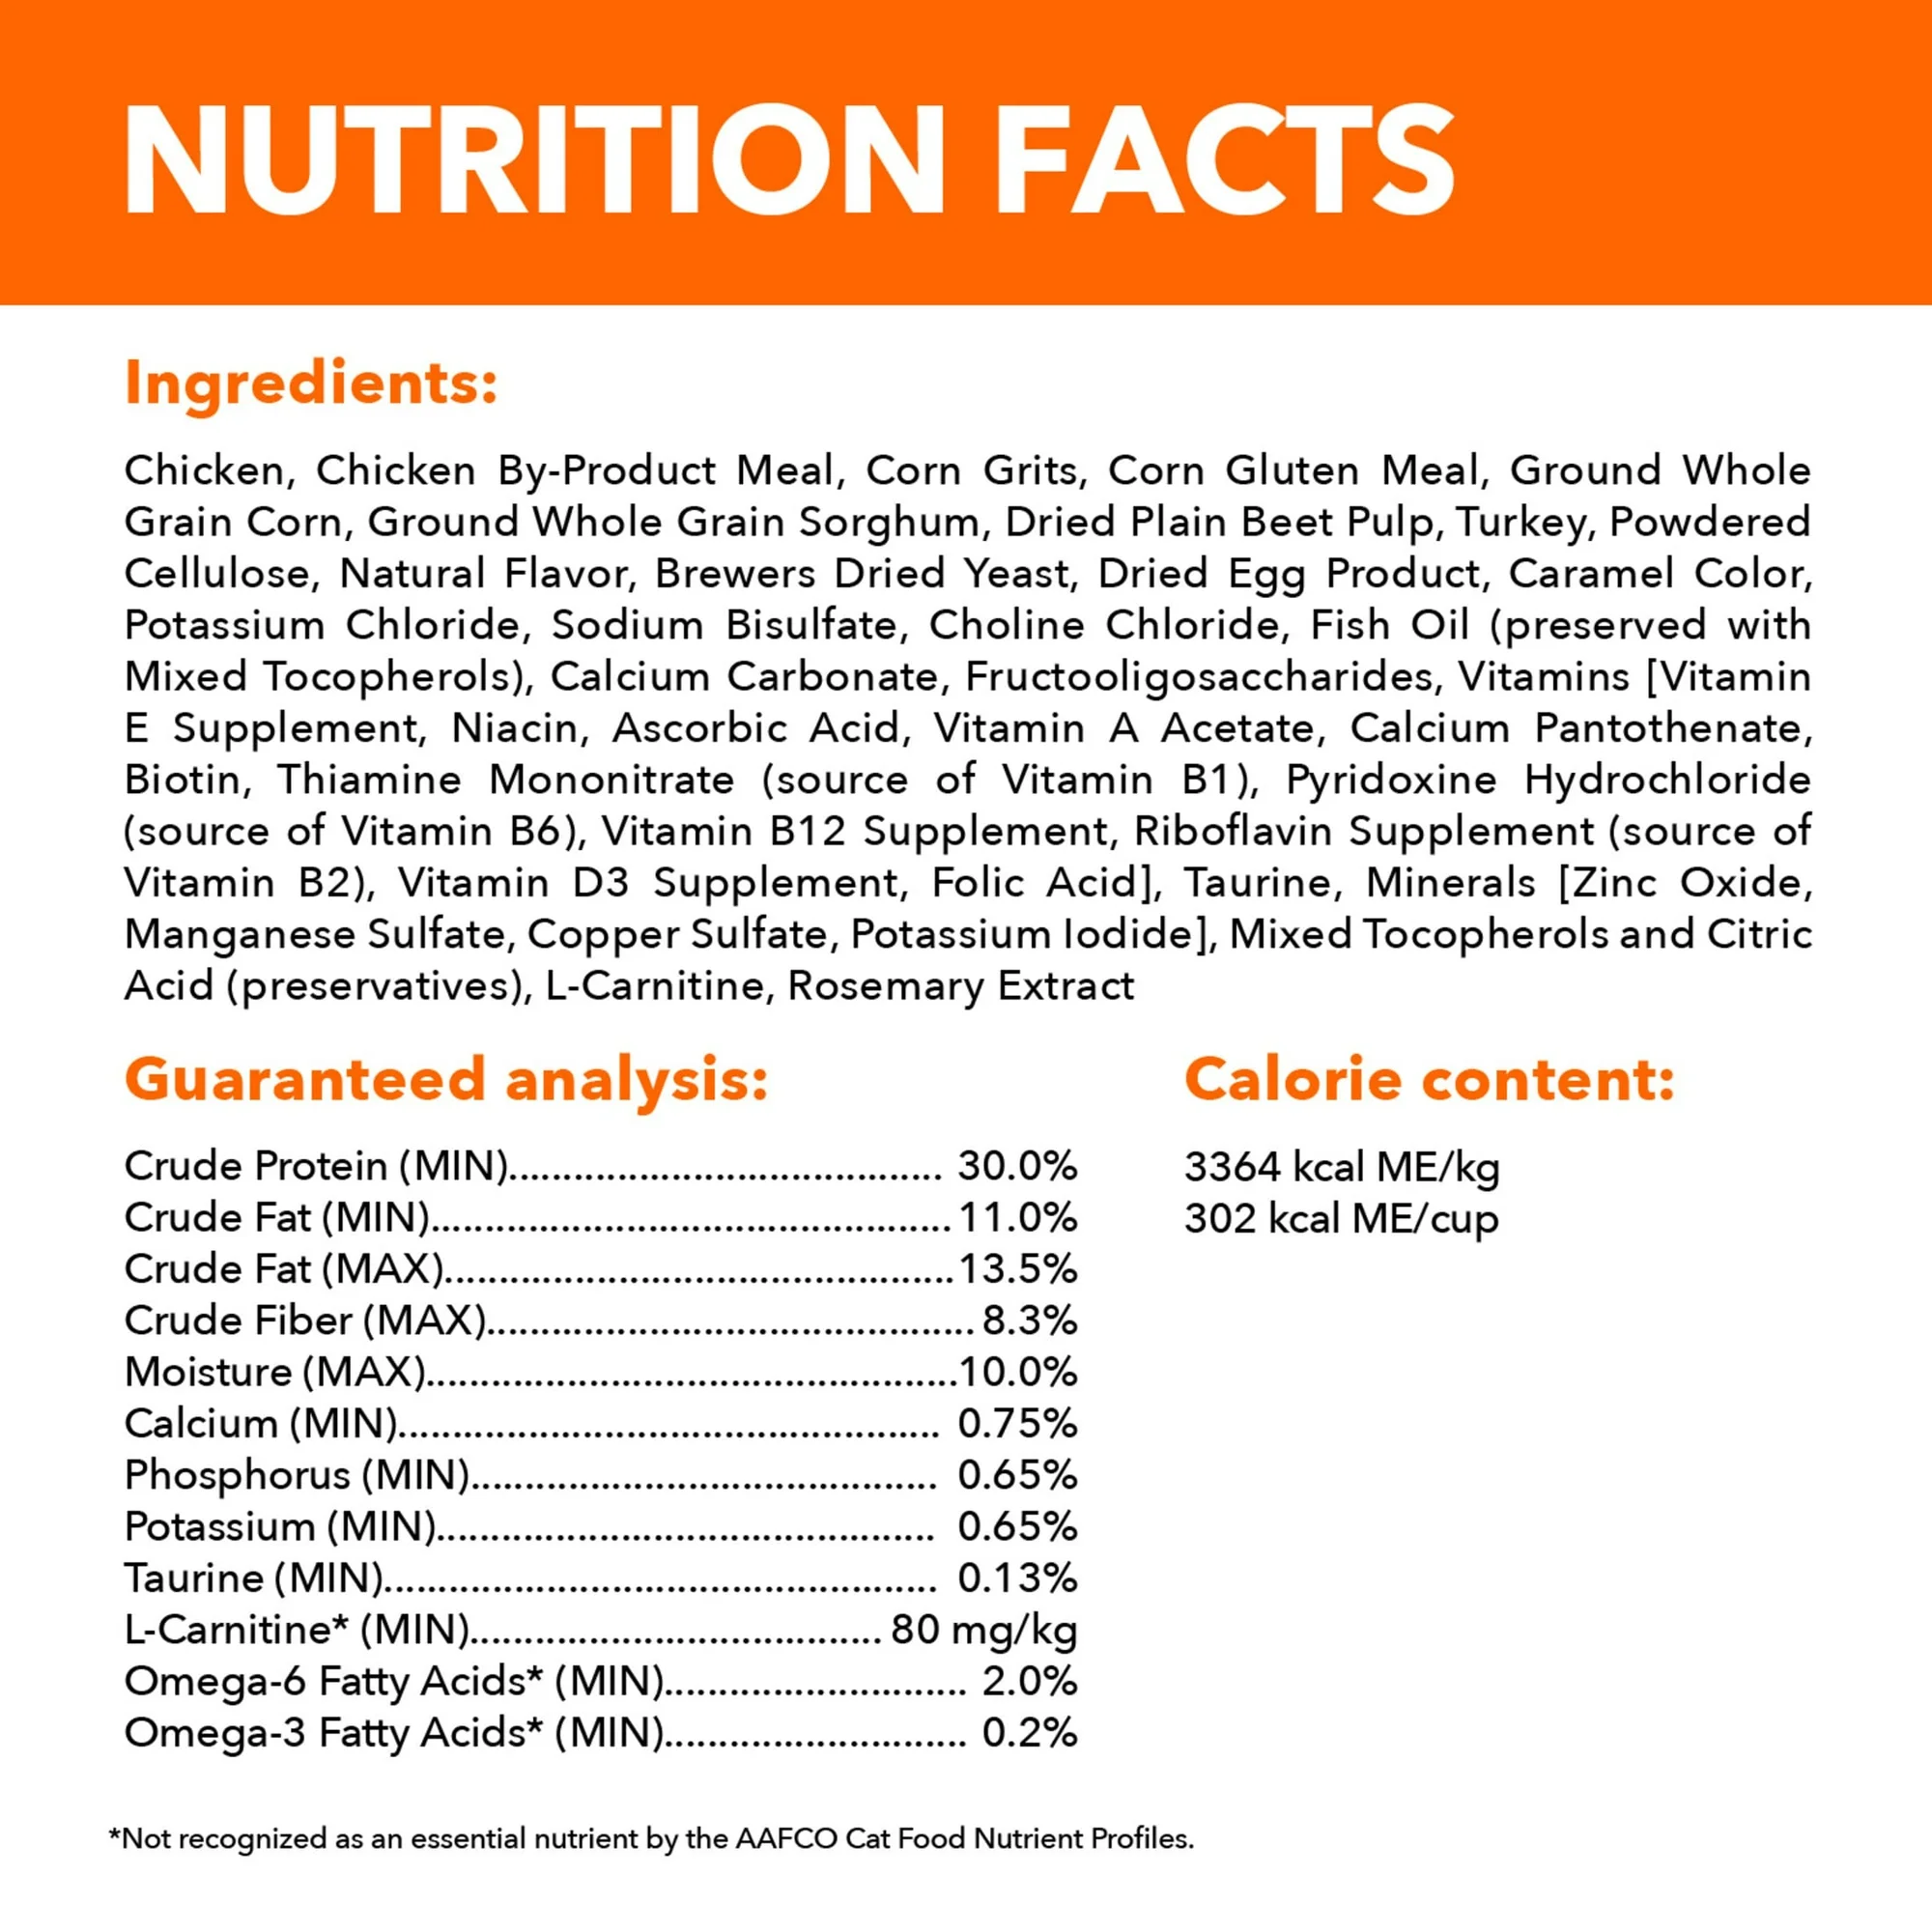 NUTRITION FACTS
Ingredients:
Chicken, Chicken By-Product Meal, Corn Grits, Corn Gluten Meal, Ground Whole
Grain Corn, Ground Whole Grain Sorghum, Dried Plain Beet Pulp, Turkey, Powdered
Cellulose, Natural Flavor, Brewers Dried Yeast, Dried Egg Product, Caramel Color,
Potassium Chloride, Sodium Bisulfate, Choline Chloride, Fish Oil (preserved with
Mixed Tocopherols), Calcium Carbonate, Fructooligosaccharides, Vitamins [Vitamin
E Supplement, Niacin, Ascorbic Acid, Vitamin A Acetate, Calcium Pantothenate,
Biotin, Thiamine Mononitrate (source of Vitamin B1), Pyridoxine Hydrochloride
(source of Vitamin B6), Vitamin B12 Supplement, Riboflavin Supplement (source of
Vitamin B2), Vitamin D3 Supplement, Folic Acid], Taurine, Minerals [Zinc Oxide,
Manganese Sulfate, Copper Sulfate, Potassium Iodide], Mixed Tocopherols and Citric
Acid (preservatives), L-Carnitine, Rosemary Extract
Guaranteed analysis:
Crude Protein (MIN)........................................ 30.0%
Crude Fat (MIN)................................................11.0%
Crude Fat (MAX)...............................................13.5%
Crude Fiber (MAX).............................................8.3%
Moisture (MAX).................................................10.0%
Calcium (MIN).................................................. 0.75%
Phosphorus (MIN)........................................... 0.65%
Potassium (MIN).............................................. 0.65%
Taurine (MIN)................................................... 0.13%
L-Carnitine* (MIN)......................................80 mg/kg
Omega-6 Fatty Acids* (MIN)............................ 2.0%
Omega-3 Fatty Acids* (MIN)............................ 0.2%
Calorie content:
3364 kcal ME/kg
302 kcal ME/cup
*Not recognized as an essential nutrient by the AAFCO Cat Food Nutrient Profiles.